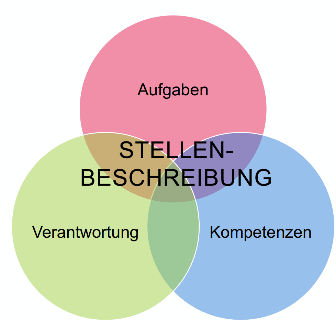 Aufgaben
STELLEN-
BESCHREIBUNG
Verantwortung
Kompetenzen